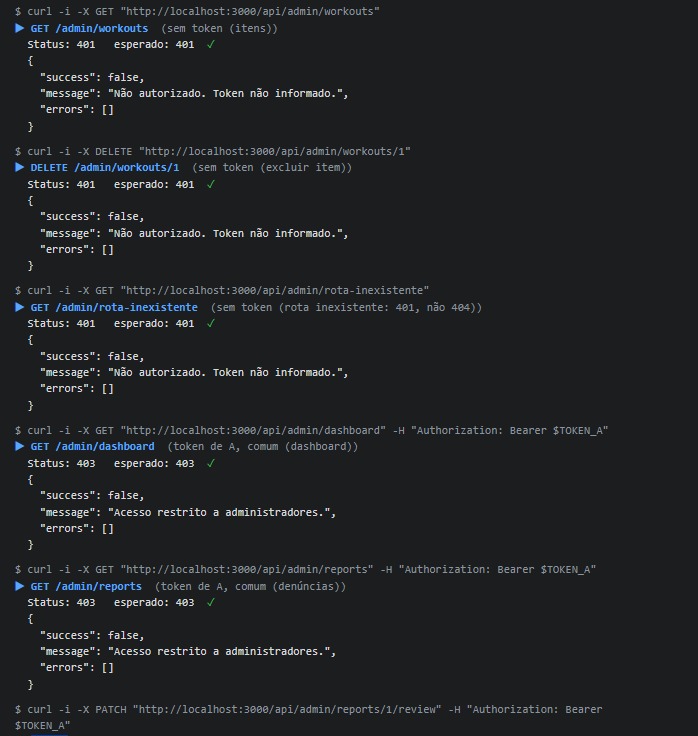 $ curl -i -X GET "http://localhost:3000/api/admin/workouts"
▶ GET /admin/workouts (sem token (itens))
Status: 401 esperado: 401 ✓
{
"success": false,
"message": "Não autorizado. Token não informado.",
"errors": []
}
$ curl -i -X DELETE "http://localhost:3000/api/admin/workouts/1"
▶ DELETE /admin/workouts/1 (sem token (excluir item))
Status: 401 esperado: 401 ✓
{
"success": false,
"message": "Não autorizado. Token não informado.",
"errors": []
}
$ curl -i -X GET "http://localhost:3000/api/admin/rota-inexistente"
▶ GET /admin/rota-inexistente (sem token (rota inexistente: 401, não 404))
Status: 401 esperado: 401 ✓
{
"success": false,
"message": "Não autorizado. Token não informado.",
"errors": []
}
$ curl -i -X GET "http://localhost:3000/api/admin/dashboard" -H "Authorization: Bearer $TOKEN_A"
▶ GET /admin/dashboard (token de A, comum (dashboard))
Status: 403 esperado: 403 ✓
{
"success": false,
"message": "Acesso restrito a administradores.",
"errors": []
}
$ curl -i -X GET "http://localhost:3000/api/admin/reports" -H "Authorization: Bearer $TOKEN_A"
▶ GET /admin/reports (token de A, comum (denúncias))
Status: 403 esperado: 403 ✓
{
"success": false,
"message": "Acesso restrito a administradores.",
"errors": []
}
$ curl -i -X PATCH "http://localhost:3000/api/admin/reports/1/review" -H "Authorization: Bearer
$TOKEN_A"